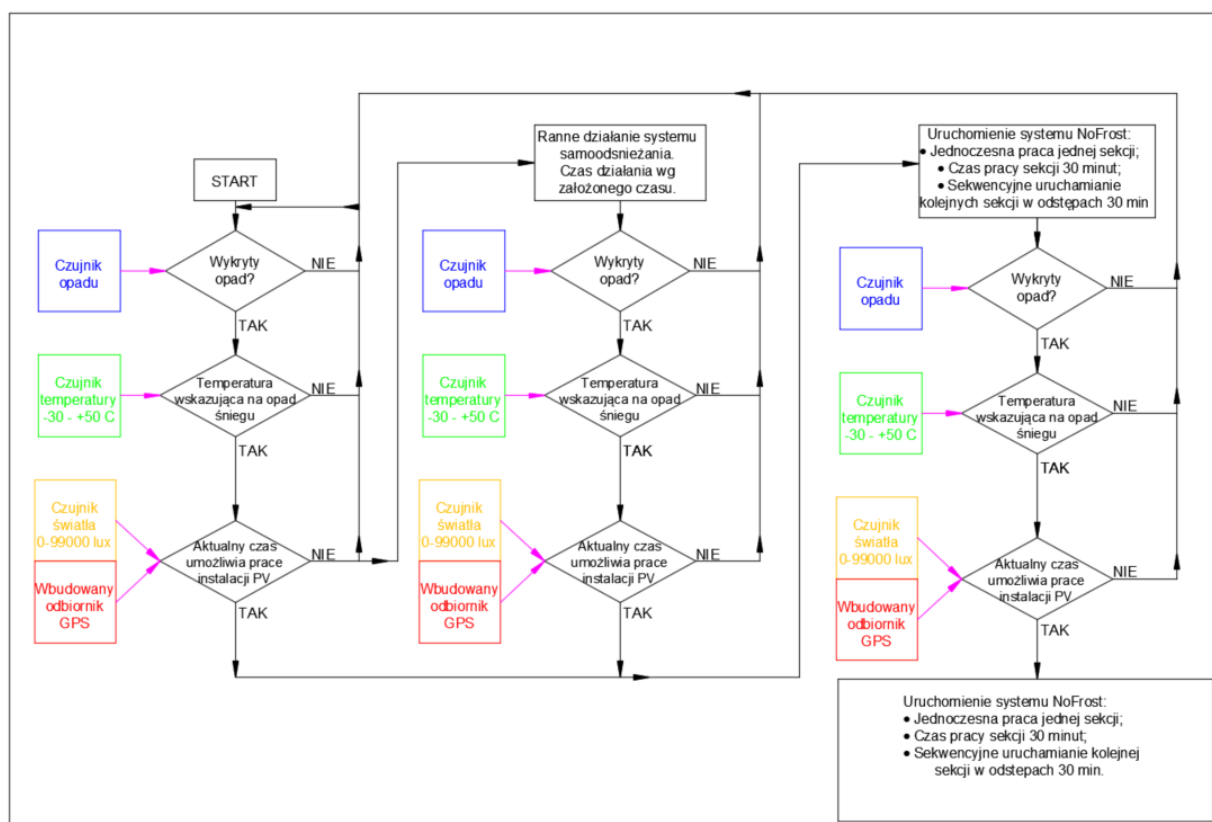 START
Czujnik
opadu
Wykryty
opad?
NIE
TAK
Czujnik
temperatury
-30 - +50 C
Temperatura
wskazująca na opad
śniegu
NIE
TAK
Czujnik
światła
0-99000 lux
Wbudowany
odbiornik
GPS
Aktualny czas
umożliwia prace
instalacji PV
NIE
TAK
Ranne działanie systemu
samoodsnieżania.
Czas działania wg
założonego czasu.
Czujnik
opadu
Wykryty
opad?
NIE
TAK
Czujnik
temperatury
-30 - +50 C
Temperatura
wskazująca na opad
śniegu
NIE
TAK
Czujnik
światła
0-99000 lux
Wbudowany
odbiornik
GPS
Aktualny czas
umożliwia prace
instalacji PV
NIE
TAK
Uruchomienie systemu NoFrost:
• Jednoczesna praca jednej sekcji;
• Czas pracy sekcji 30 minut;
• Sekwencyjne uruchamianie
kolejnych sekcji w odstępach 30 min
Czujnik
opadu
Wykryty
opad?
NIE
TAK
Czujnik
temperatury
-30 - +50 C
Temperatura
wskazująca na opad
śniegu
NIE
TAK
Czujnik
światła
0-99000 lux
Wbudowany
odbiornik
GPS
Aktualny czas
umożliwia prace
instalacji PV
NIE
TAK
Uruchomienie systemu NoFrost:
• Jednoczesna praca jednej sekcji;
• Czas pracy sekcji 30 minut;
• Sekwencyjne uruchamianie kolejnej
sekcji w odstepach 30 min.